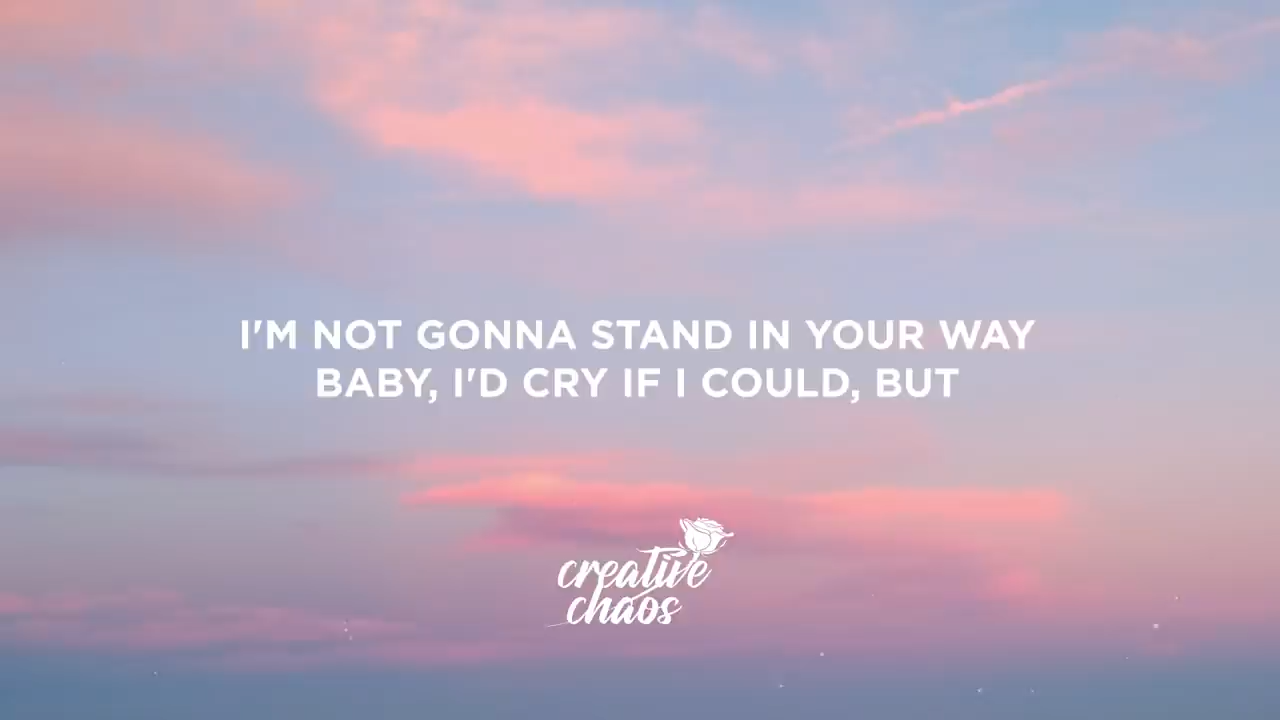 I'M NOT GONNA STAND IN YOUR WAY
BABY, I'D CRY IF I COULD, BUT
creative
chaos